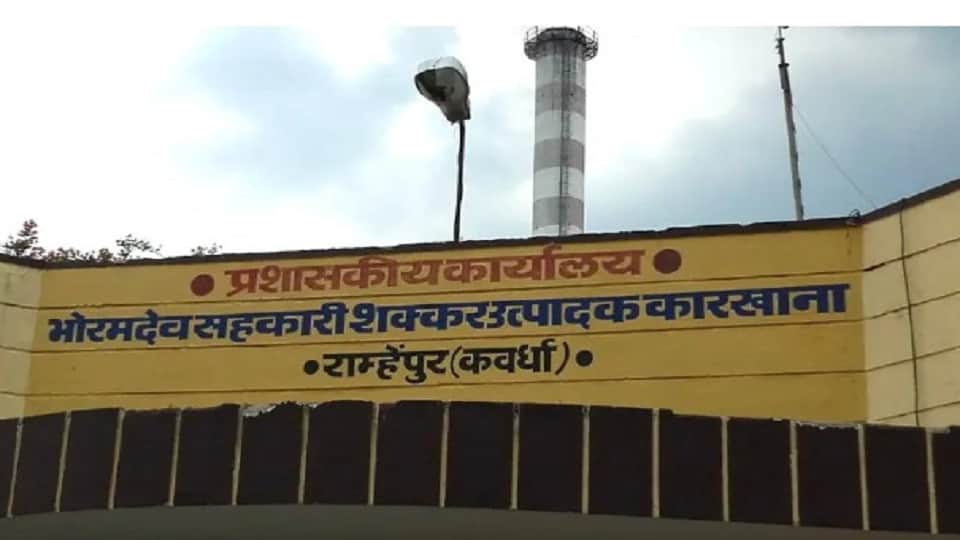 ● प्रशासकीय कार्यालय ●
भोरमदेव सहकारी शक्कर उत्पादक कारखाना
• राम्हेंपुर (कवर्धा) •